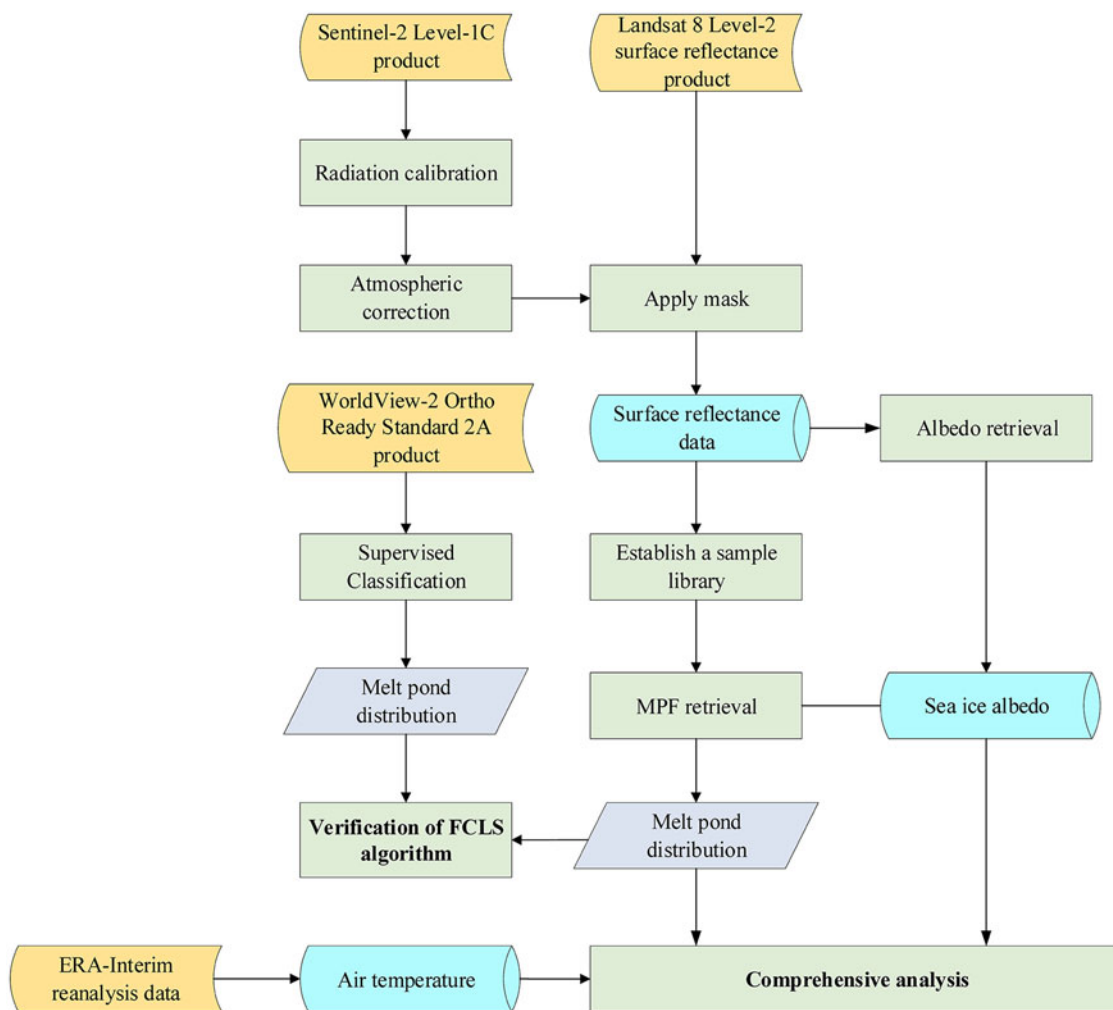 Sentinel-2 Level-1C
product
Landsat 8 Level-2
surface reflectance
product
Radiation calibration
Atmospheric
correction
Apply mask
WorldView-2 Ortho
Ready Standard 2A
product
Surface reflectance
data
Albedo retrieval
Supervised
Classification
Establish a sample
library
Melt pond
distribution
MPF retrieval
Sea ice albedo
Verification of FCLS
algorithm
Melt pond
distribution
ERA-Interim
reanalysis data
Air temperature
Comprehensive analysis